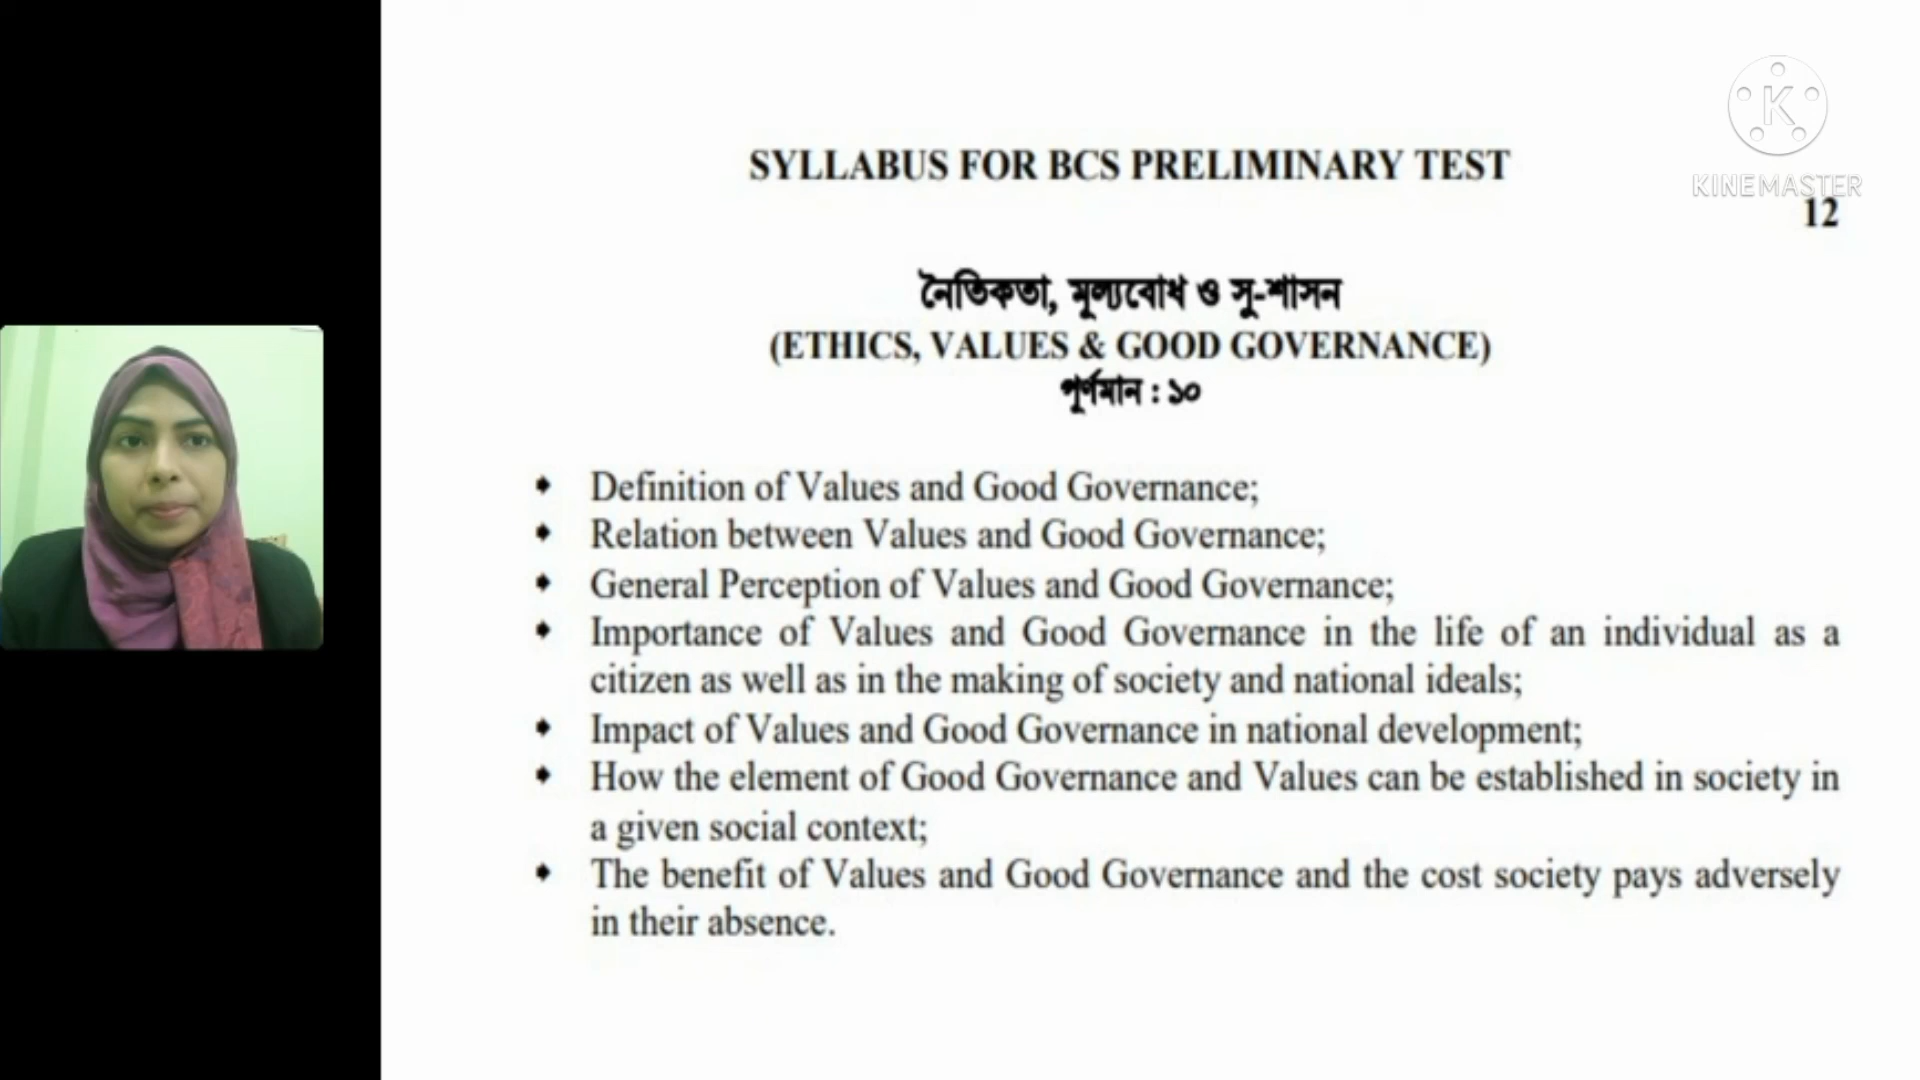 SYLLABUS FOR BCS PRELIMINARY TEST
KINEMASTER
12
নৈতিকতা, মূল্যবোধ ও সু-শাসন
(ETHICS, VALUES & GOOD GOVERNANCE)
পূর্ণমান : ১০
Definition of Values and Good Governance;
Relation between Values and Good Governance;
General Perception of Values and Good Governance;
Importance of Values and Good Governance in the life of an individual as a
citizen as well as in the making of society and national ideals;
Impact of Values and Good Governance in national development;
How the element of Good Governance and Values can be established in society in
a given social context;
The benefit of Values and Good Governance and the cost society pays adversely
in their absence.